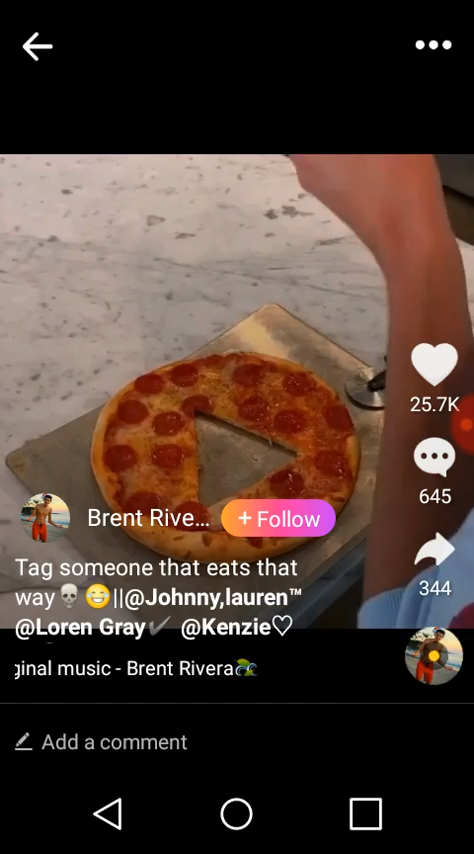 25.7K
645
Brent Rive... + Follow
344
Tag someone that eats that
way💀😂||@Johnny,lauren™
@Loren Gray✔ @Kenzie♡
ginal music - Brent Rivera
Add a comment